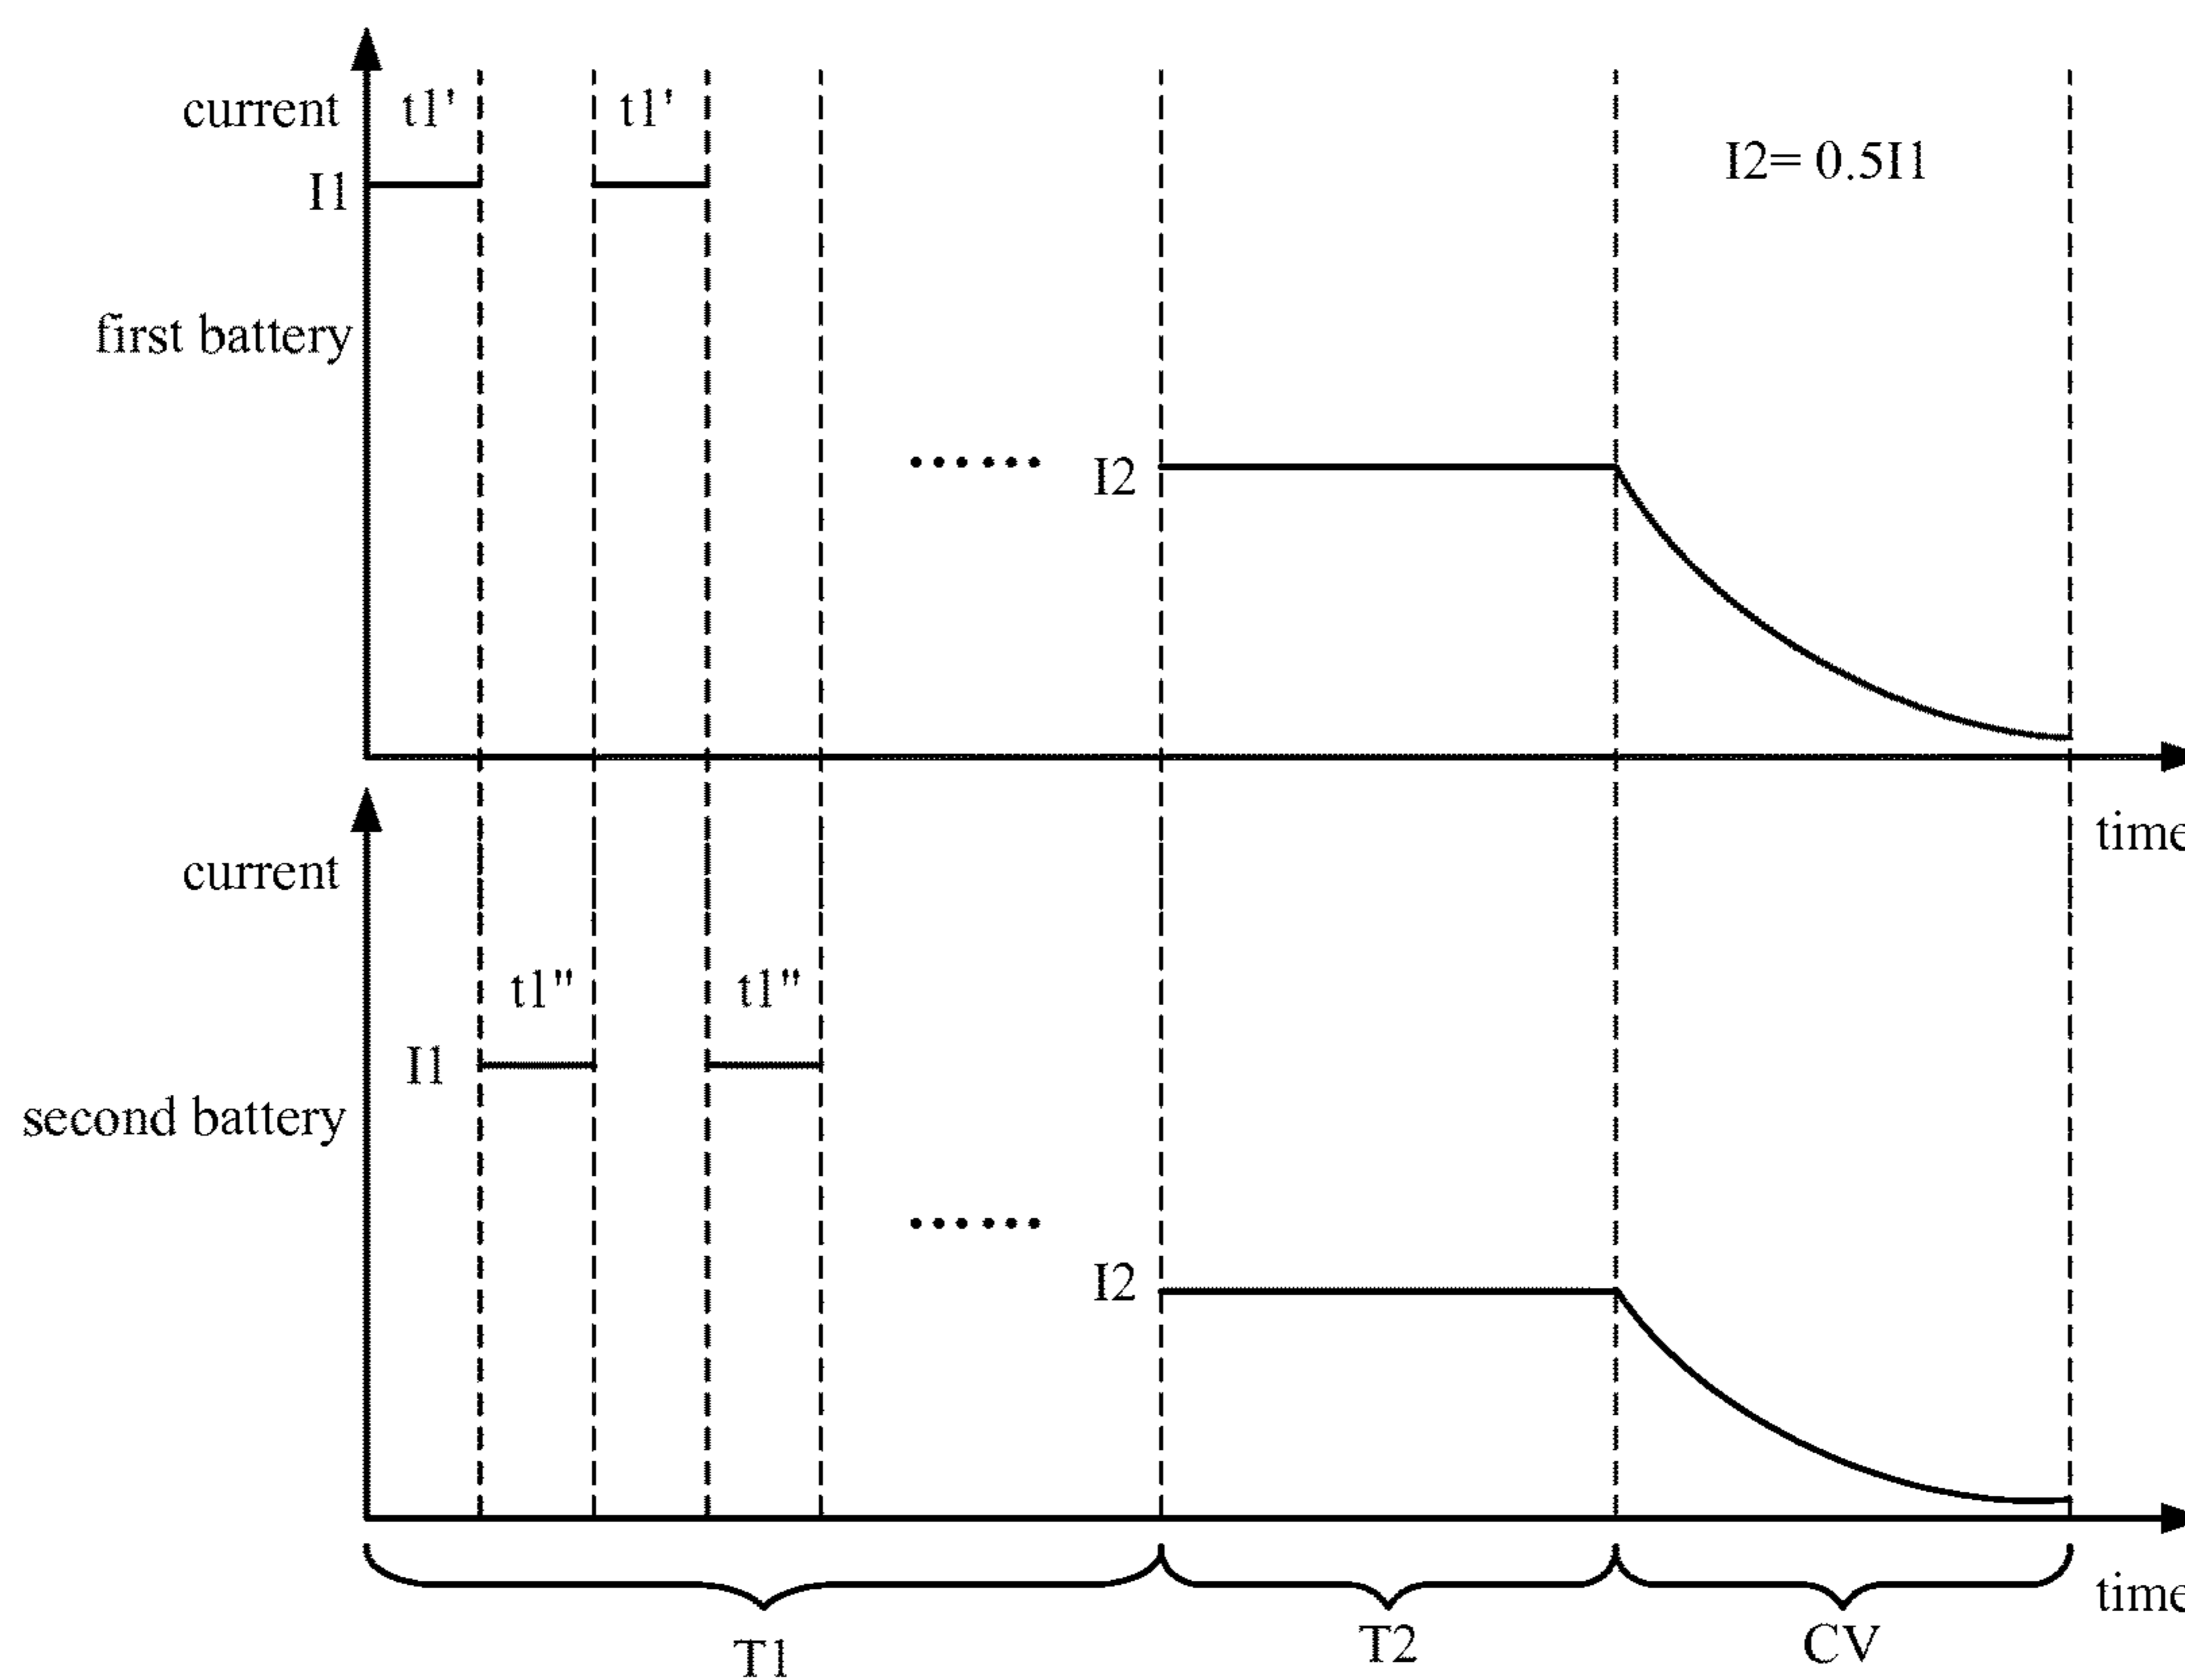 current
t1'
t1'
I1
I2= 0.5I1
first battery
......
I2
time
current
t1"
t1"
I1
second battery
......
I2
time
T1
T2
CV